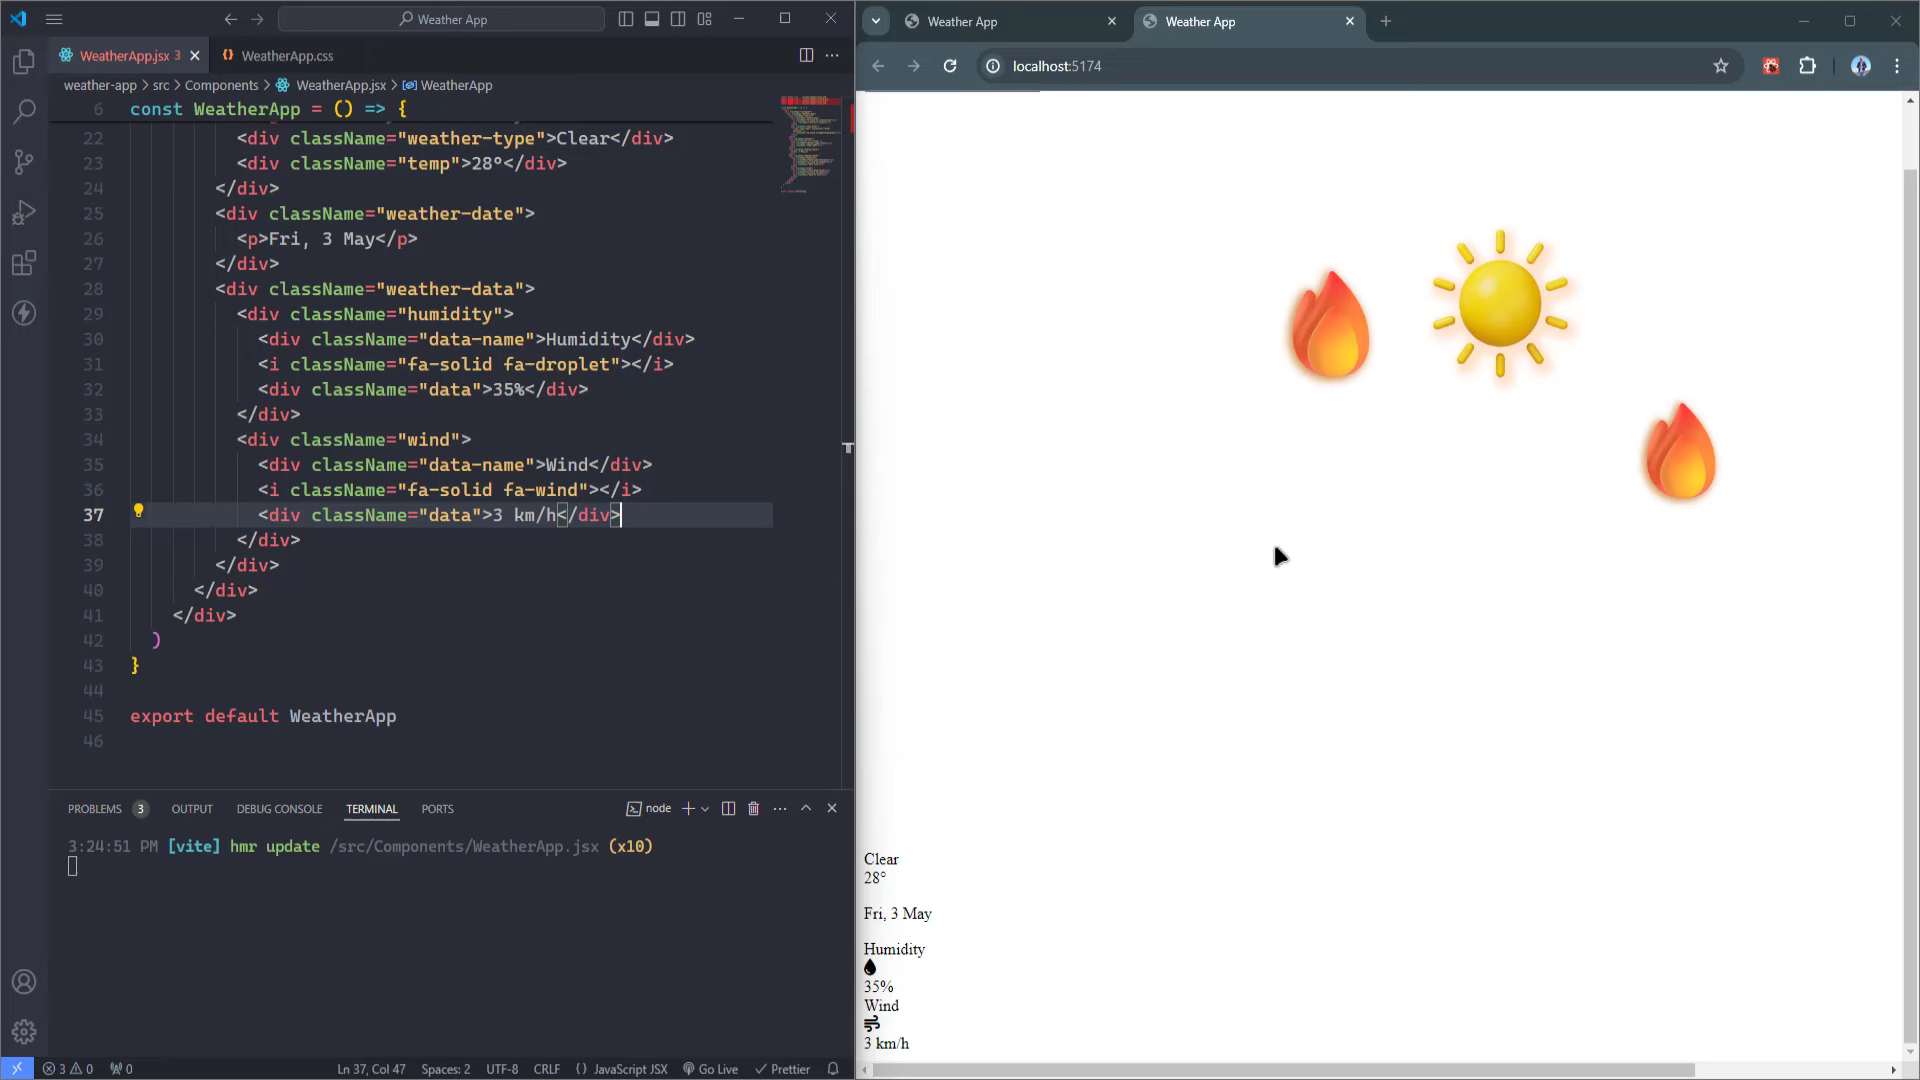 Weather App
WeatherApp.jsx 3
WeatherApp.css
weather-app > src > Components > WeatherApp.jsx > WeatherApp
6 const WeatherApp = () => {
22 <div className="weather-type">Clear</div>
23 <div className="temp">28°</div>
24 </div>
25 <div className="weather-date">
26 <p>Fri, 3 May</p>
27 </div>
28 <div className="weather-data">
29 <div className="humidity">
30 <div className="data-name">Humidity</div>
31 <i className="fa-solid fa-droplet"></i>
32 <div className="data">35%</div>
33 </div>
34 <div className="wind">
35 <div className="data-name">Wind</div>
36 <i className="fa-solid fa-wind"></i>
37 <div className="data">3 km/h</div>
38 </div>
39 </div>
40 </div>
41 </div>
42 )
43 }
44
45 export default WeatherApp
46
PROBLEMS 3 OUTPUT DEBUG CONSOLE TERMINAL PORTS
node
3:24:51 PM [vite] hmr update /src/Components/WeatherApp.jsx (x10)
3 0 0
Ln 37, Col 47 Spaces: 2 UTF-8 CRLF {} JavaScript JSX Go Live Prettier
Weather App
Weather App
localhost:5174
Clear
28°
Fri, 3 May
Humidity
35%
Wind
3 km/h